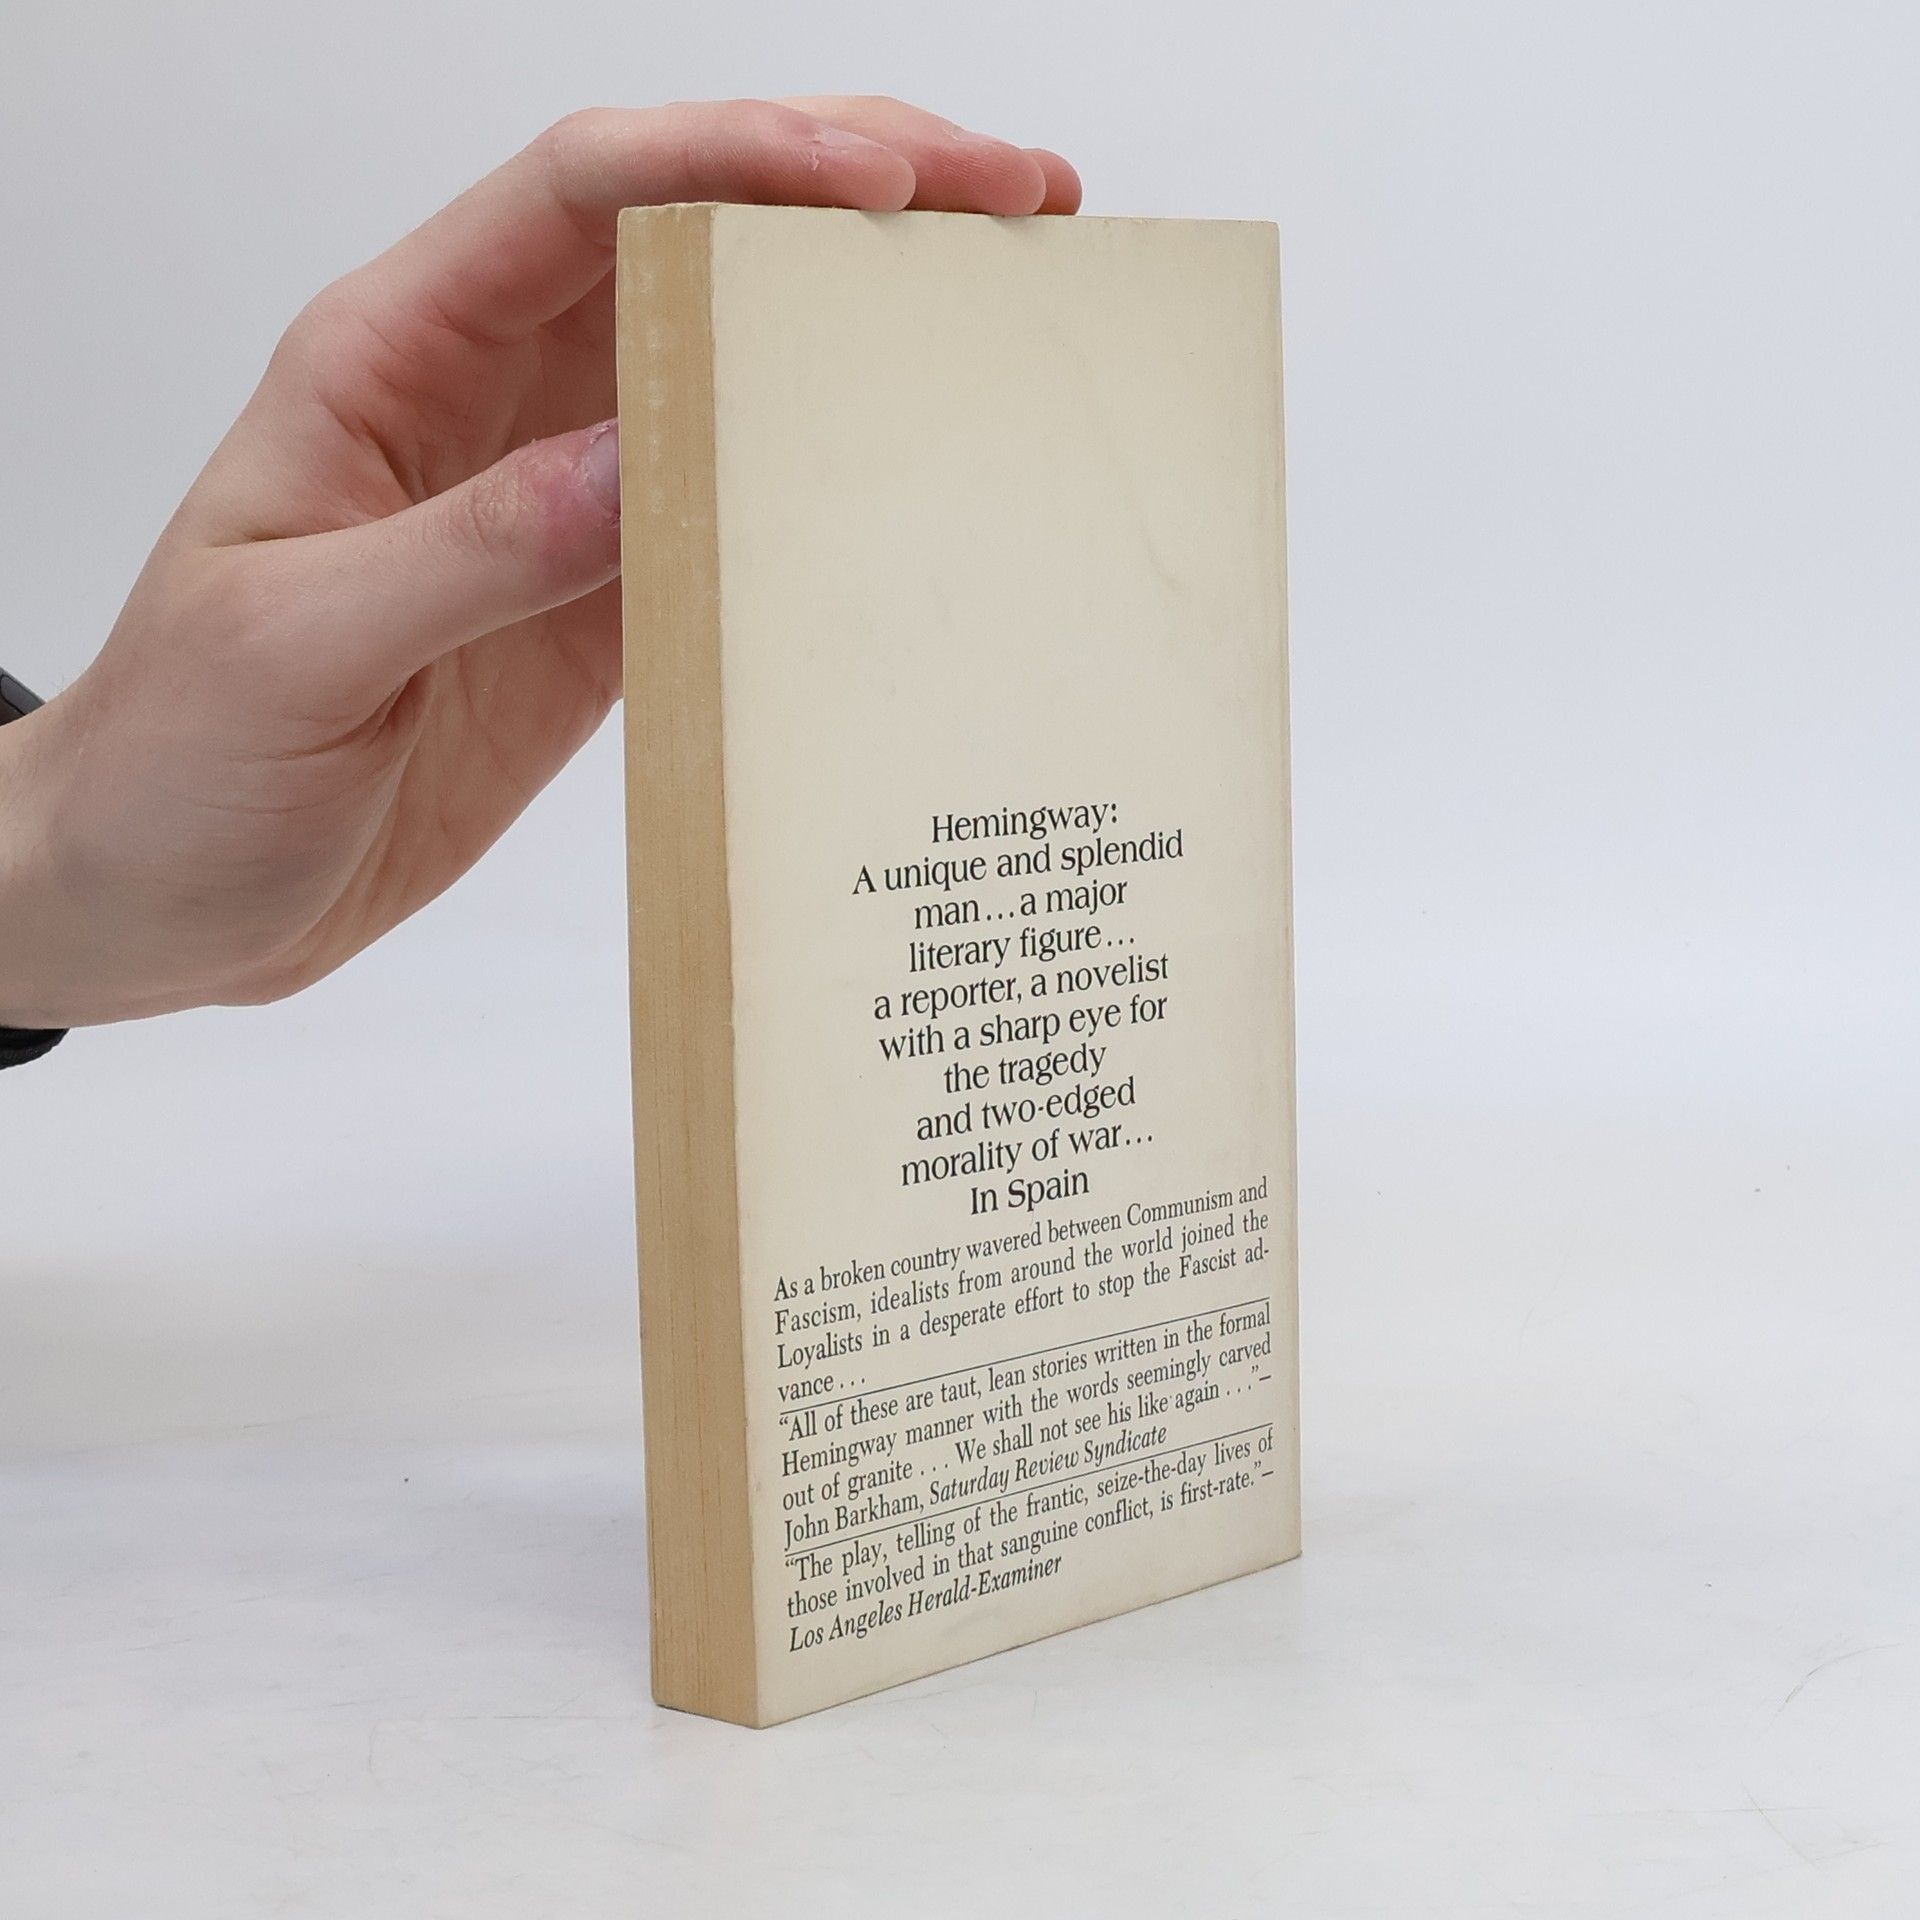 Hemingway:
A unique and splendid
man...a major
literary figure...
a reporter, a novelist
with a sharp eye for
the tragedy
and two-edged
morality of war...
In Spain
As a broken country wavered between Communism and
Fascism, idealists from around the world joined the
Loyalists in a desperate effort to stop the Fascist ad-
vance . . .
“All of these are taut, lean stories written in the formal
Hemingway manner with the words seemingly carved
out of granite . . . We shall not see his like again . . .”—
John Barkham, Saturday Review Syndicate
“The play, telling of the frantic, seize-the-day lives of
those involved in that sanguine conflict, is first-rate.”—
Los Angeles Herald-Examiner